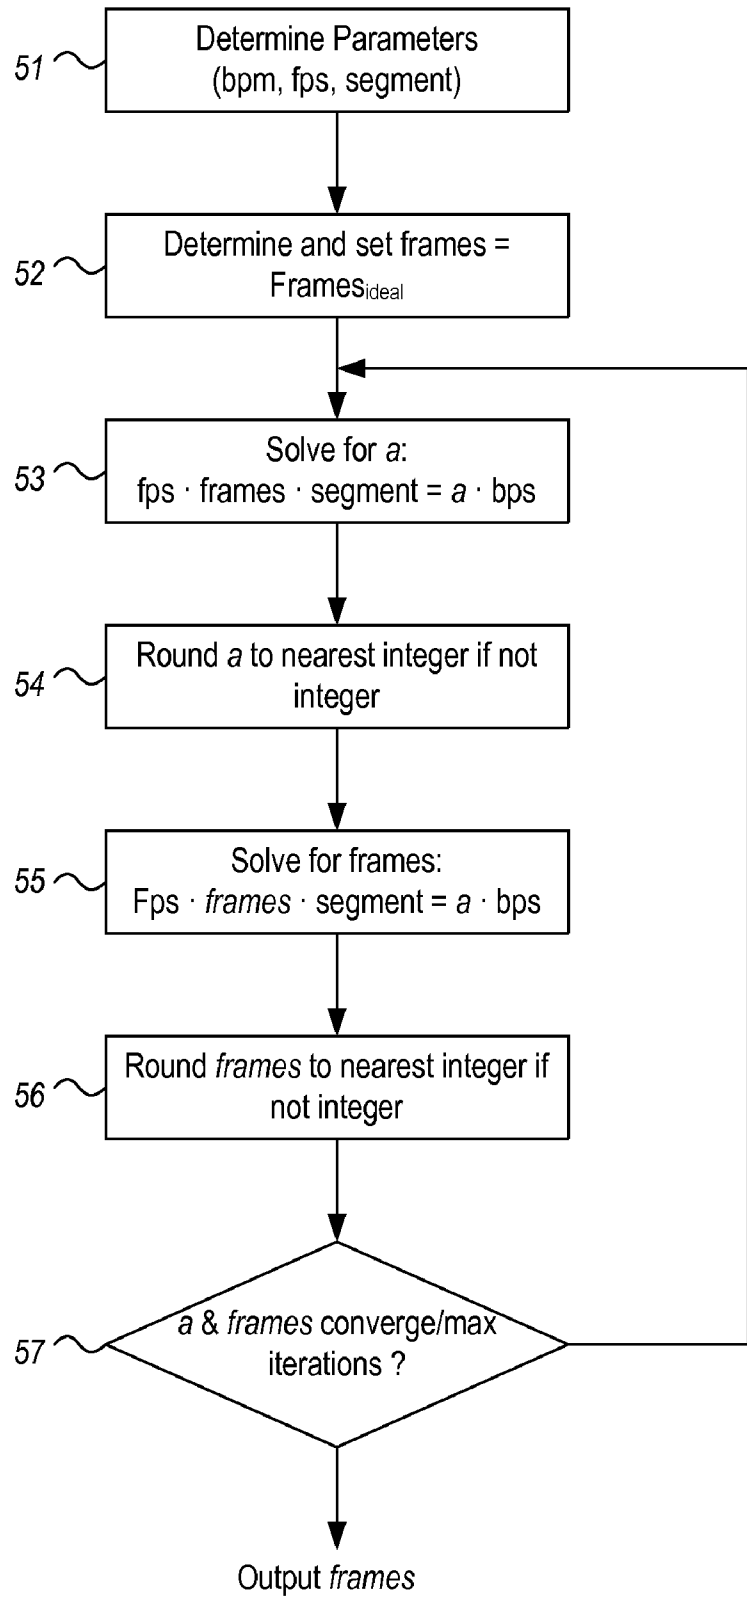 51
Determine Parameters
(bpm, fps, segment)
52
Determine and set frames =
Frames_ideal
53
Solve for a:
fps · frames · segment = a · bps
54
Round a to nearest integer if not
integer
55
Solve for frames:
Fps · frames · segment = a · bps
56
Round frames to nearest integer if
not integer
57
a & frames converge/max
iterations ?
Output frames